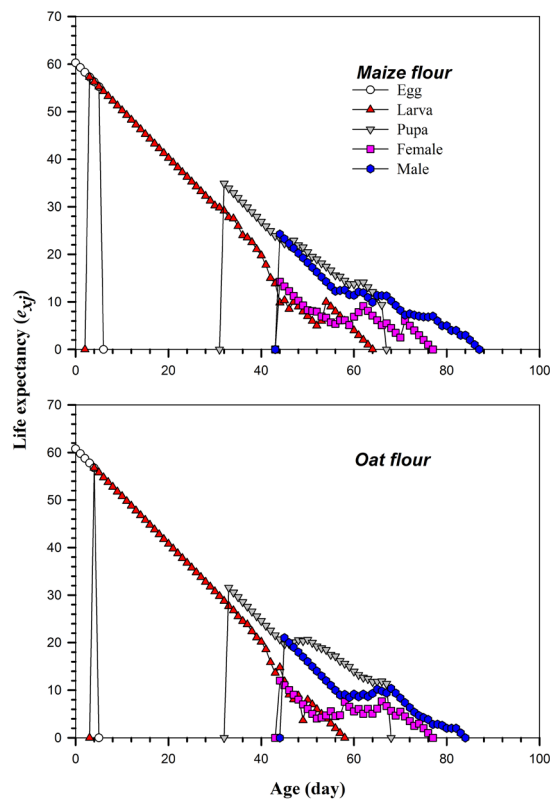 70
60
50
40
30
20
10
0
0 20 40 60 80 100
Maize flour
Egg
Larva
Pupa
Female
Male
Life expectancy (exj)
70
60
50
40
30
20
10
0
Oat flour
0 20 40 60 80 100
Age (day)